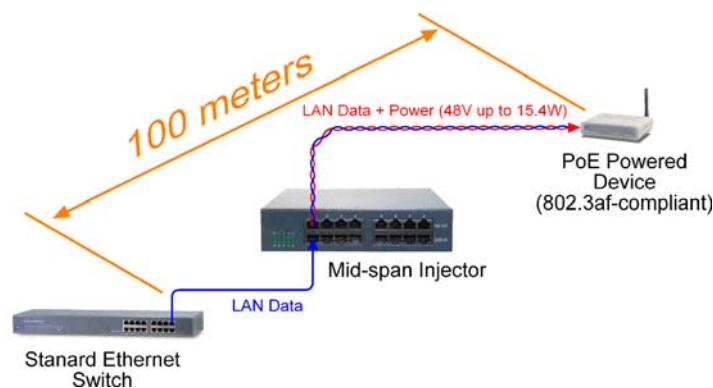 100 meters
LAN Data + Power (48V up to 15.4W)
PoE Powered
Device
(802.3af-compliant)
Mid-span Injector
LAN Data
Stanard Ethernet
Switch